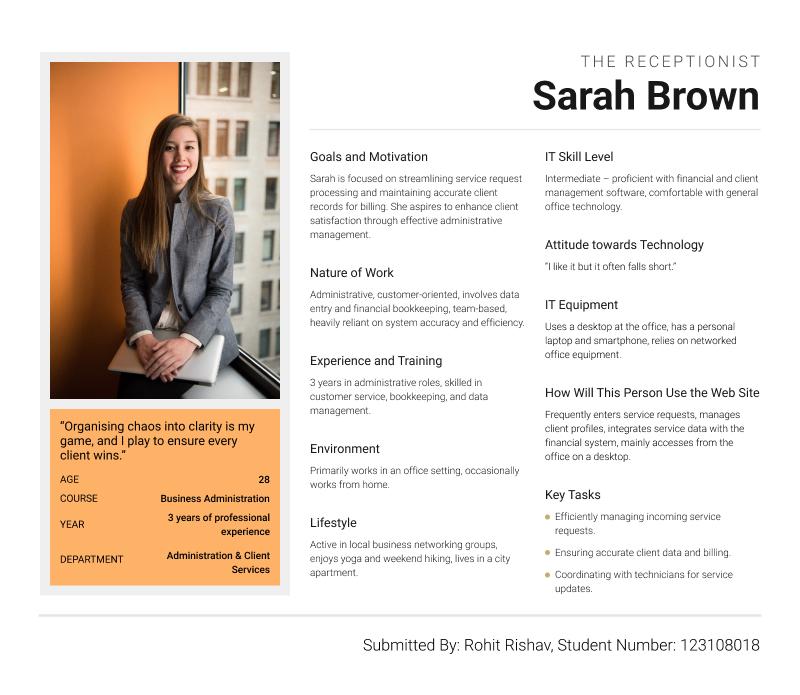 THE RECEPTIONIST
Sarah Brown
“Organising chaos into clarity is my
game, and I play to ensure every
client wins.”
AGE 28
COURSE Business Administration
YEAR 3 years of professional
experience
DEPARTMENT Administration & Client
Services
Goals and Motivation
Sarah is focused on streamlining service request
processing and maintaining accurate client
records for billing. She aspires to enhance client
satisfaction through effective administrative
management.
Nature of Work
Administrative, customer-oriented, involves data
entry and financial bookkeeping, team-based,
heavily reliant on system accuracy and efficiency.
Experience and Training
3 years in administrative roles, skilled in
customer service, bookkeeping, and data
management.
Environment
Primarily works in an office setting, occasionally
works from home.
Lifestyle
Active in local business networking groups,
enjoys yoga and weekend hiking, lives in a city
apartment.
IT Skill Level
Intermediate – proficient with financial and client
management software, comfortable with general
office technology.
Attitude towards Technology
“I like it but it often falls short.”
IT Equipment
Uses a desktop at the office, has a personal
laptop and smartphone, relies on networked
office equipment.
How Will This Person Use the Web Site
Frequently enters service requests, manages
client profiles, integrates service data with the
financial system, mainly accesses from the
office on a desktop.
Key Tasks
Efficiently managing incoming service
requests.
Ensuring accurate client data and billing.
Coordinating with technicians for service
updates.
Submitted By: Rohit Rishav, Student Number: 123108018